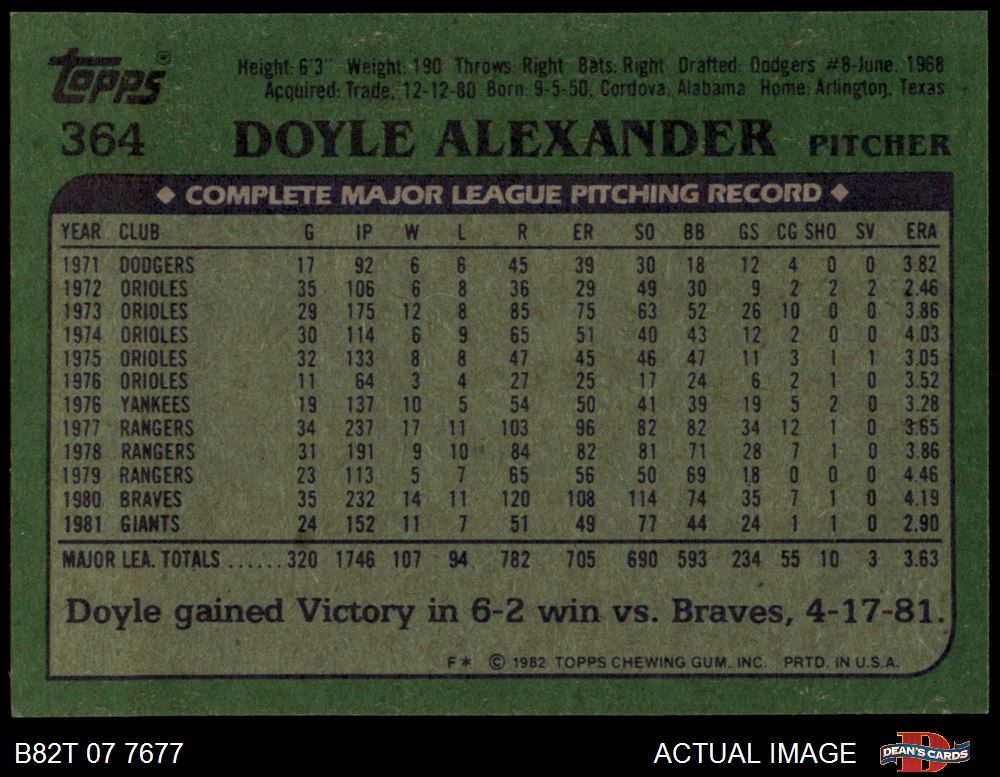 Topps®
Height: 6'3" Weight: 190 Throws: Right Bats: Right Drafted: Dodgers #8-June, 1968
Acquired: Trade, 12-12-80 Born: 9-5-50, Cordova, Alabama Home: Arlington, Texas
364 DOYLE ALEXANDER PITCHER
◆ COMPLETE MAJOR LEAGUE PITCHING RECORD ◆
YEAR CLUB G IP W L R ER SO BB GS CG SHO SV ERA
1971 DODGERS 17 92 6 6 45 39 30 18 12 4 0 0 3.82
1972 ORIOLES 35 106 6 8 36 29 49 30 9 2 2 2 2.46
1973 ORIOLES 29 175 12 8 85 75 63 52 26 10 0 0 3.86
1974 ORIOLES 30 114 6 9 65 51 40 43 12 2 0 0 4.03
1975 ORIOLES 32 133 8 8 47 45 46 47 11 3 1 1 3.05
1976 ORIOLES 11 64 3 4 27 25 17 24 6 2 1 0 3.52
1976 YANKEES 19 137 10 5 54 50 41 39 19 5 2 0 3.28
1977 RANGERS 34 237 17 11 103 96 82 82 34 12 1 0 3.65
1978 RANGERS 31 191 9 10 84 82 81 71 28 7 1 0 3.86
1979 RANGERS 23 113 5 7 65 56 50 69 18 0 0 0 4.46
1980 BRAVES 35 232 14 11 120 108 114 74 35 7 1 0 4.19
1981 GIANTS 24 152 11 7 51 49 77 44 24 1 1 0 2.90
MAJOR LEA. TOTALS ......320 1746 107 94 782 705 690 593 234 55 10 3 3.63
Doyle gained Victory in 6-2 win vs. Braves, 4-17-81.
F* © 1982 TOPPS CHEWING GUM, INC. PRTD. IN U.S.A.
B82T 07 7677 ACTUAL IMAGE DEAN'S CARDS